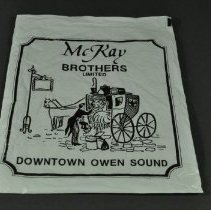 McKay
BROTHERS
LIMITED
DOWNTOWN OWEN SOUND